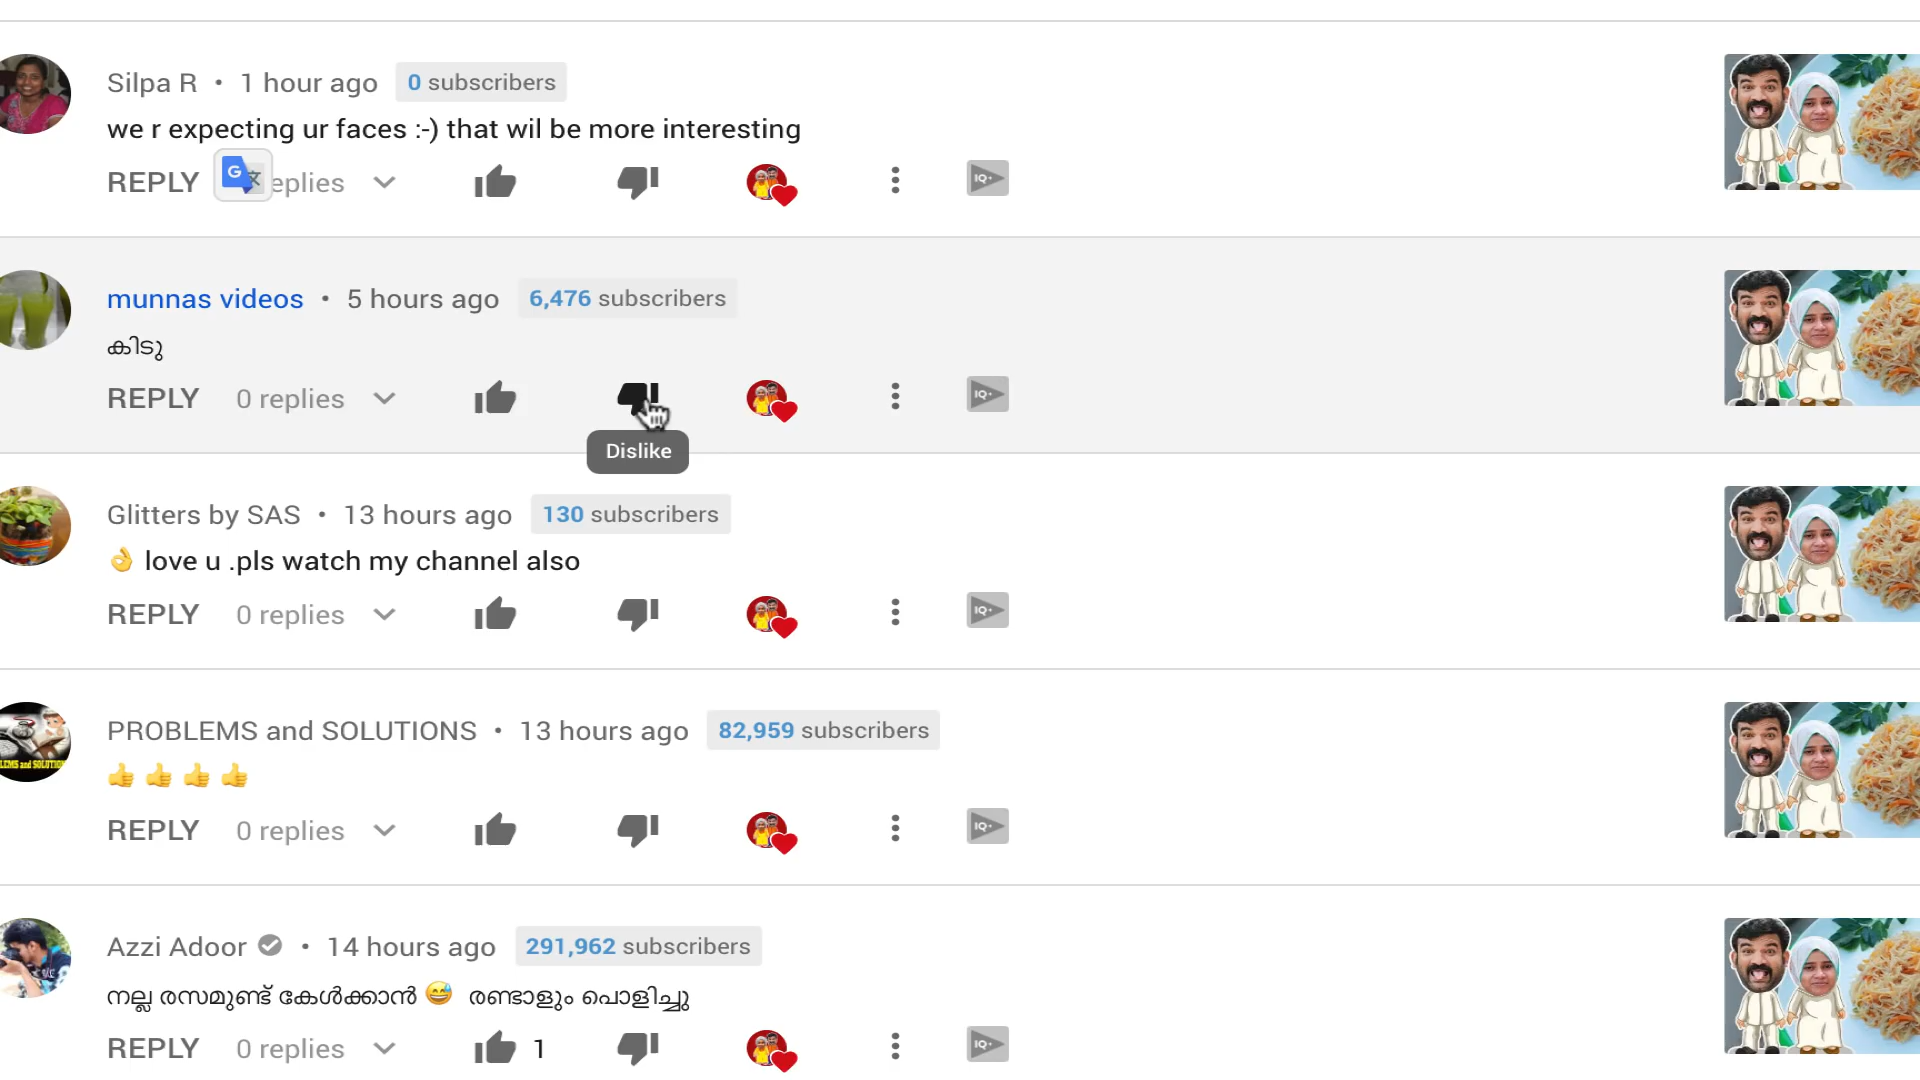 Silpa R • 1 hour ago 0 subscribers
we r expecting ur faces :-) that wil be more interesting
REPLY eplies
munnas videos • 5 hours ago 6,476 subscribers
കിടു
REPLY 0 replies
Dislike
Glitters by SAS • 13 hours ago 130 subscribers
👌 love u .pls watch my channel also
REPLY 0 replies
PROBLEMS and SOLUTIONS • 13 hours ago 82,959 subscribers
👍 👍 👍 👍
REPLY 0 replies
Azzi Adoor • 14 hours ago 291,962 subscribers
നല്ല രസമുണ്ട് കേൾക്കാൻ 😅 രണ്ടാളും പൊളിച്ചു
REPLY 0 replies 1